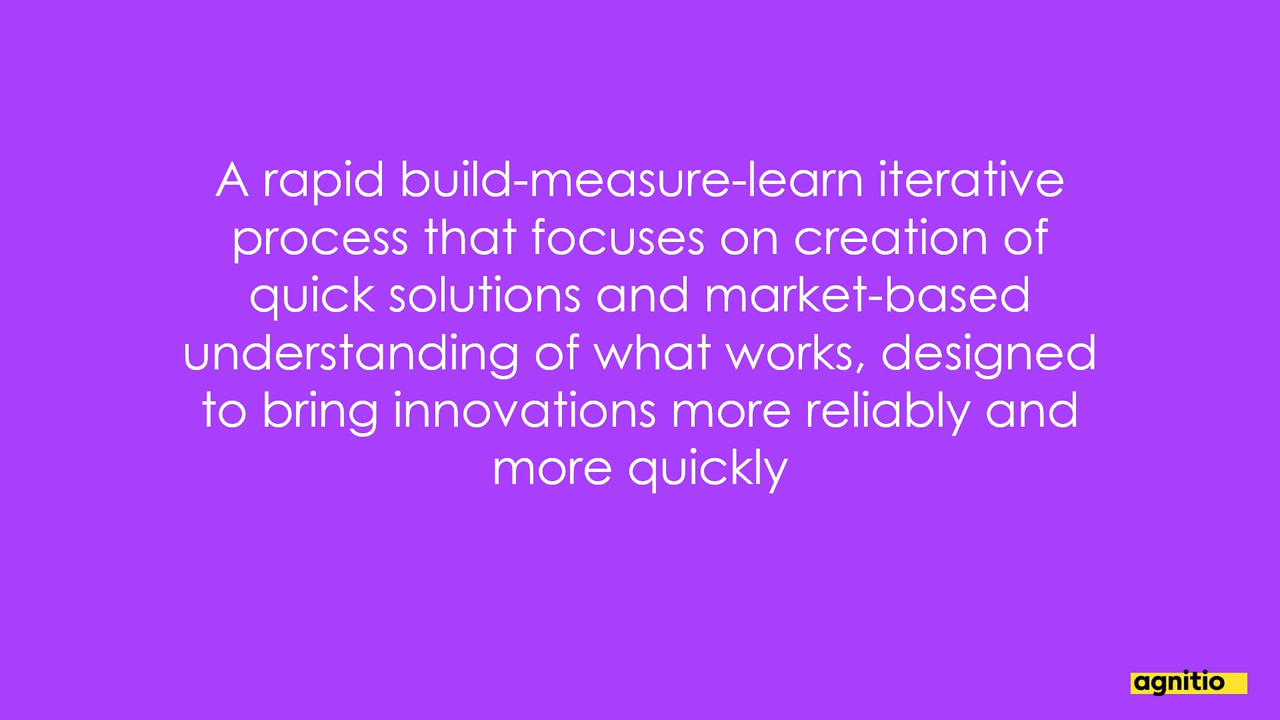 A rapid build-measure-learn iterative
process that focuses on creation of
quick solutions and market-based
understanding of what works, designed
to bring innovations more reliably and
more quickly
agnitio